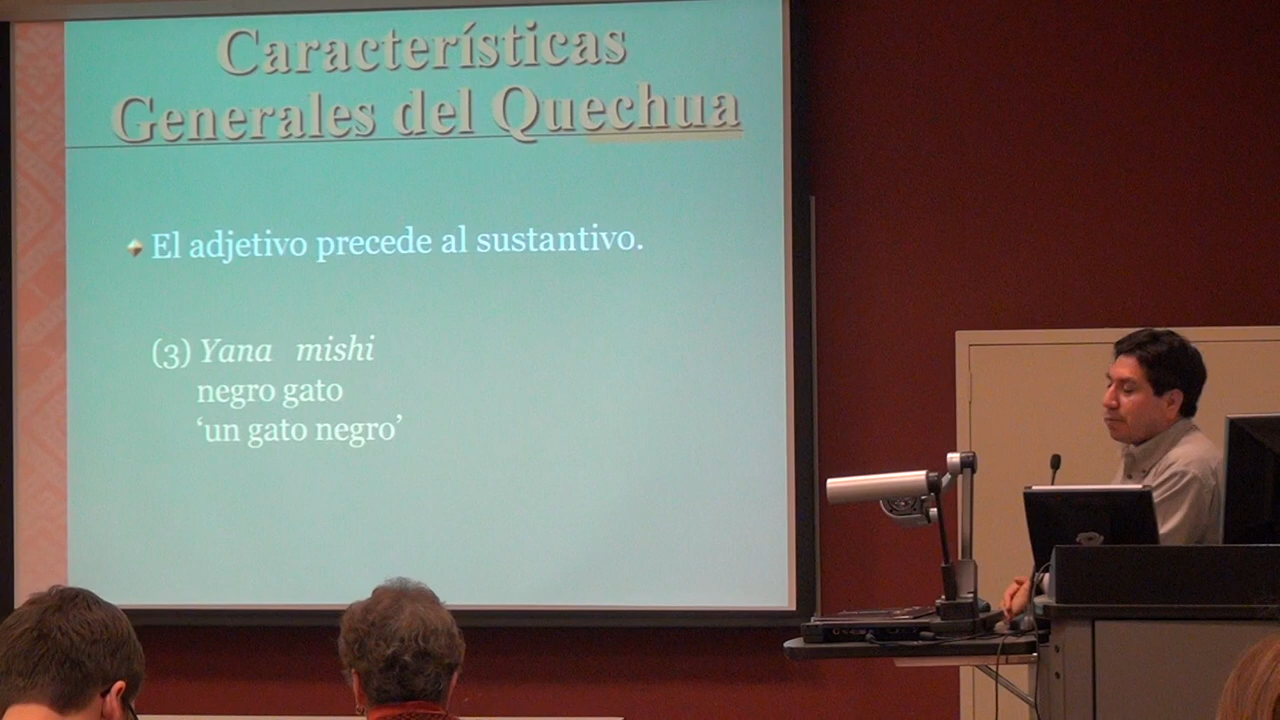 Características
Generales del Quechua
El adjetivo precede al sustantivo.
(3) Yana mishi
negro gato
‘un gato negro’